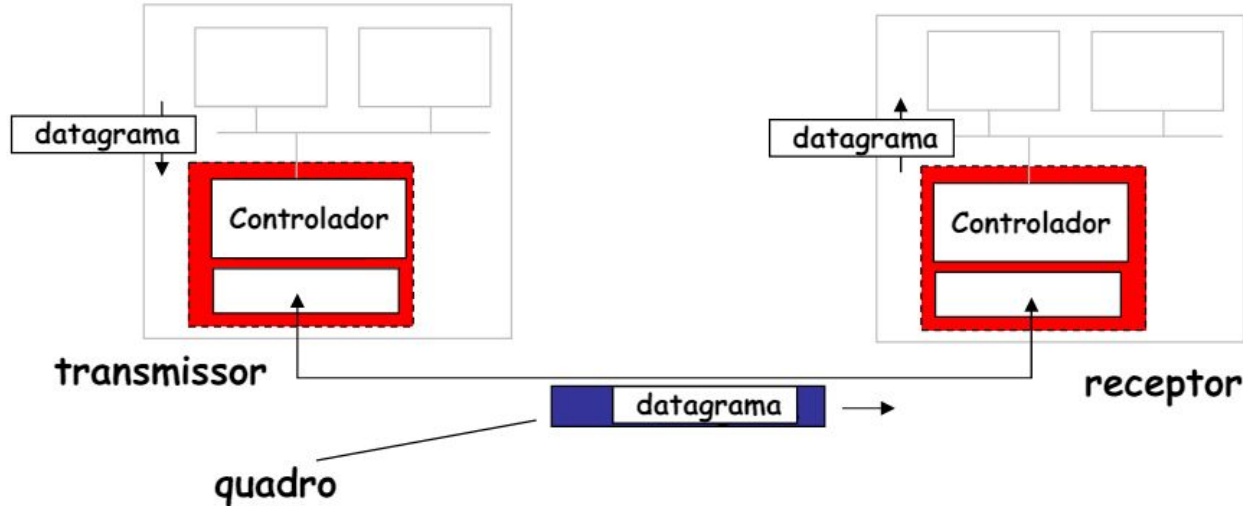 datagrama
datagrama
Controlador
Controlador
transmissor
receptor
datagrama
quadro